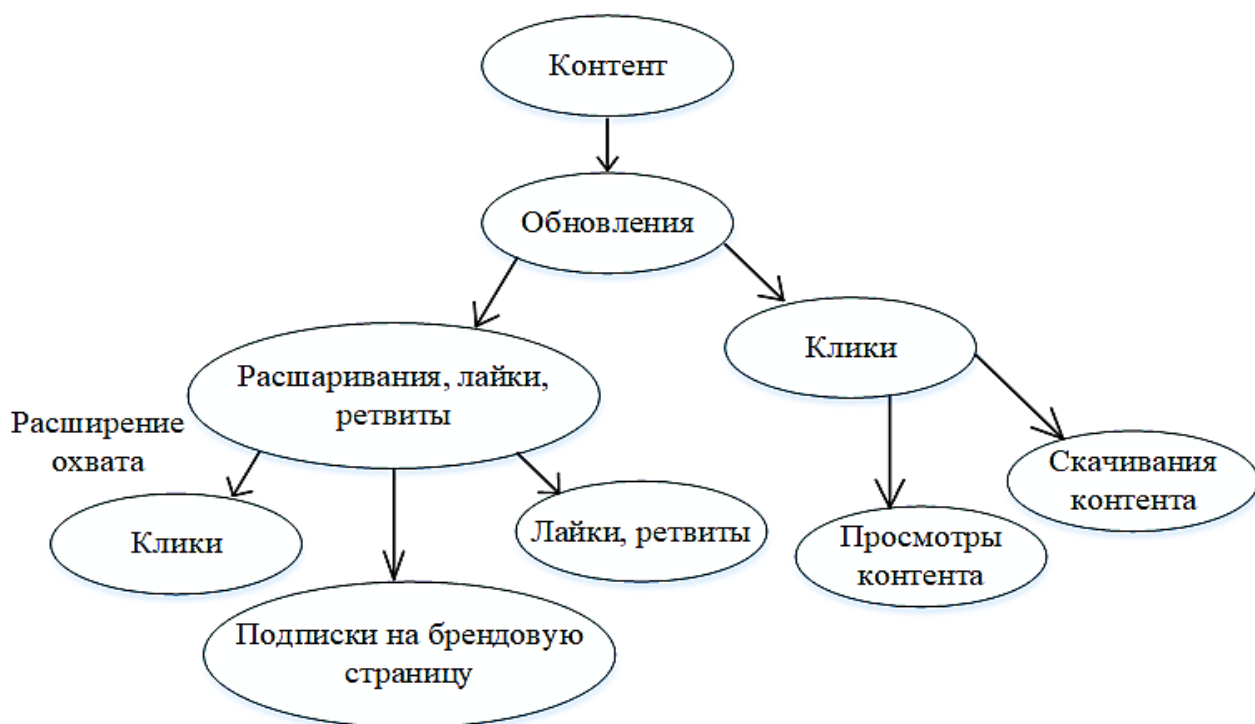 Контент
Обновления
Клики
Расшаривания, лайки,
ретвиты
Расширение
охвата
Клики
Подписки на брендовую
страницу
Лайки, ретвиты
Просмотры
контента
Скачивания
контента